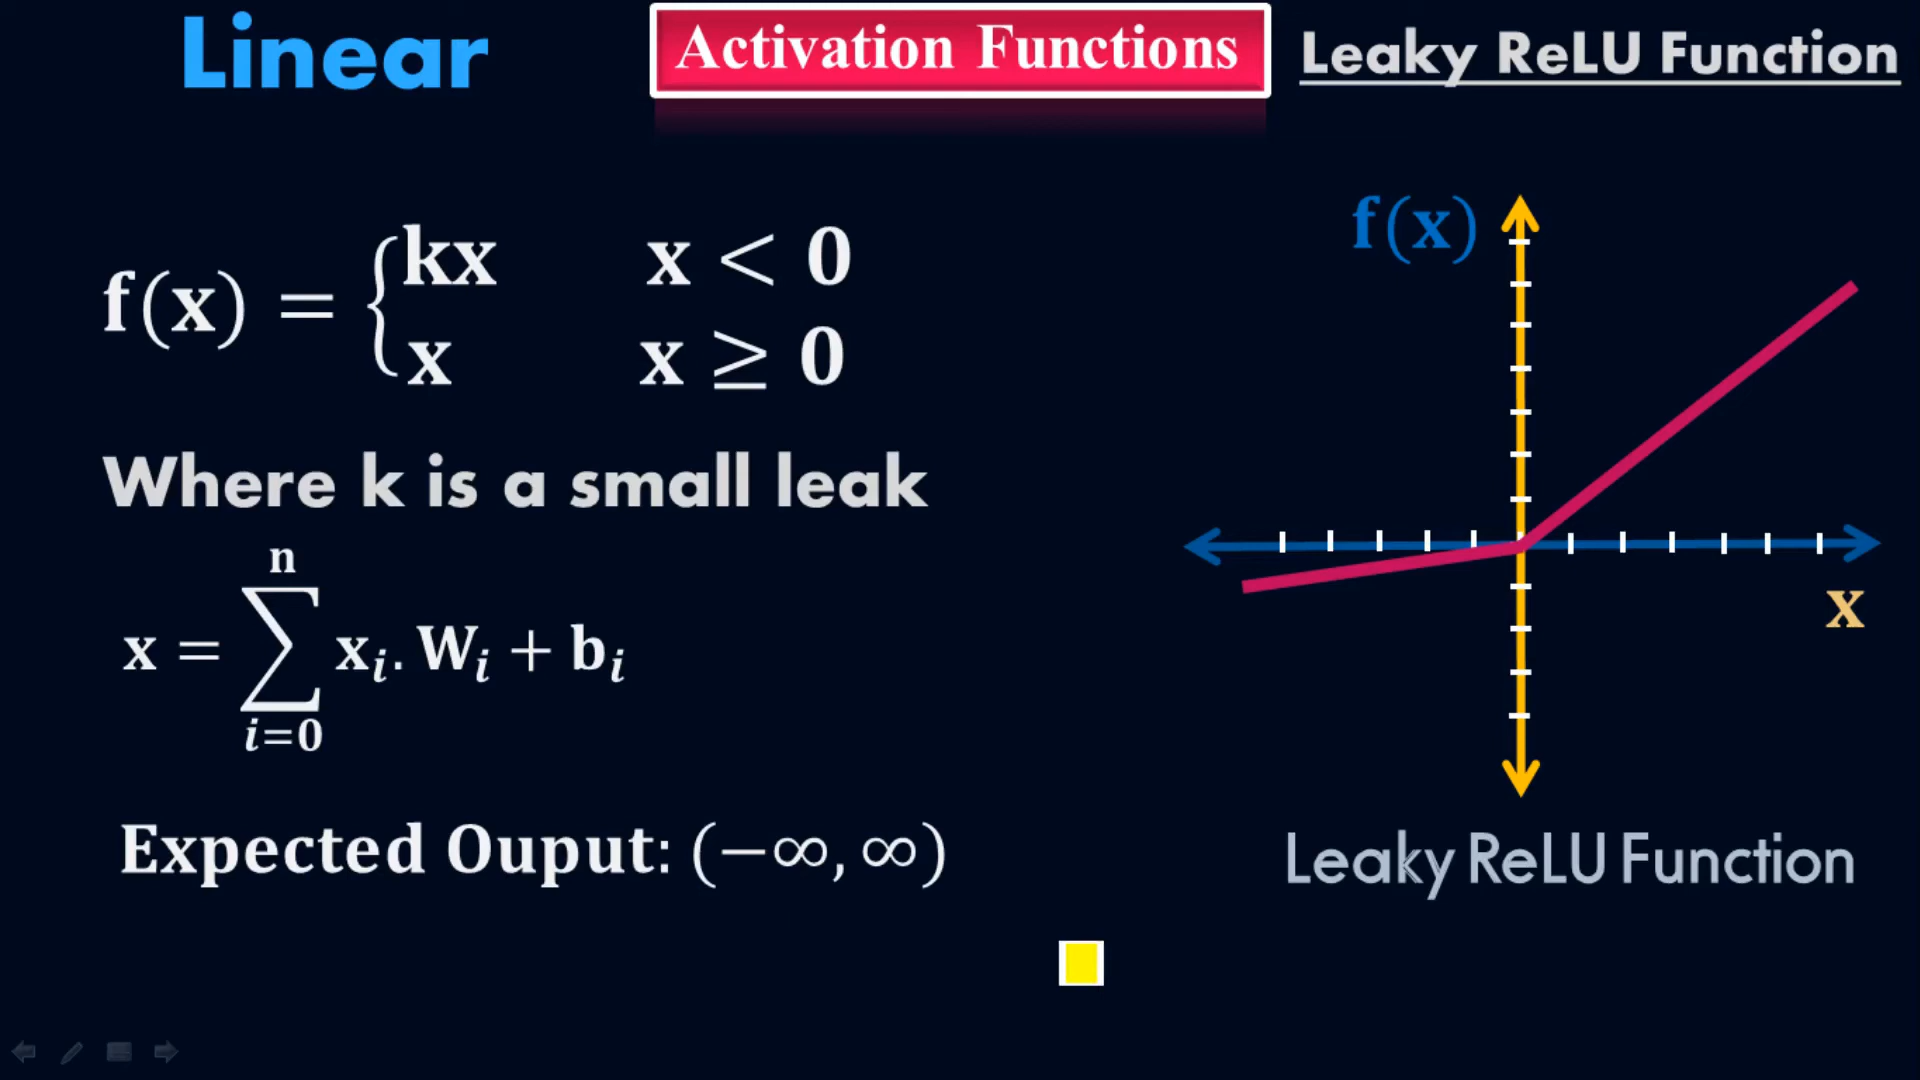 Linear
Activation Functions
Leaky ReLU Function
f(x) = { kx x < 0
x x ≥ 0
Where k is a small leak
x = ∑ᵢ₌₀ⁿ xᵢ. Wᵢ + bᵢ
Expected Ouput: (−∞, ∞)
f(x)
x
Leaky ReLU Function